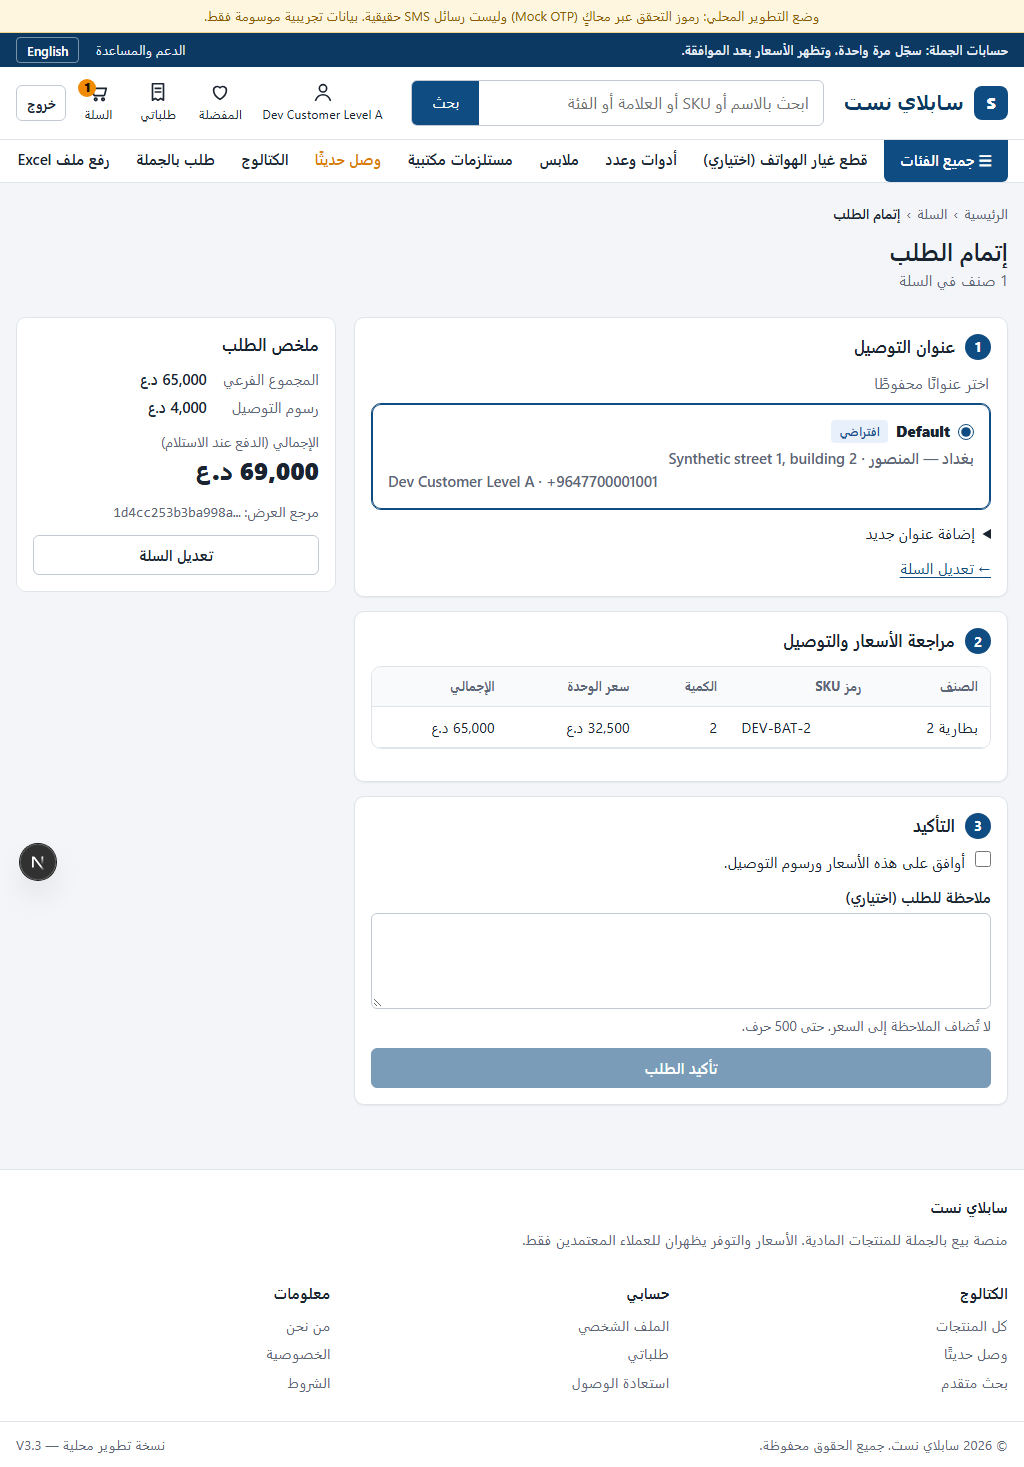 وضع التطوير المحلي: رموز التحقق عبر محاكٍ (Mock OTP) وليست رسائل SMS حقيقية. بيانات تجريبية موسومة فقط.
حسابات الجملة: سجّل مرة واحدة، وتظهر الأسعار بعد الموافقة.
الدعم والمساعدة
English
S
سابلاي نست
ابحث بالاسم أو SKU أو العلامة أو الفئة
بحث
Dev Customer Level A
المفضلة
طلباتي
1
السلة
خروج
☰ جميع الفئات
قطع غيار الهواتف (اختياري)
أدوات وعدد
ملابس
مستلزمات مكتبية
وصل حديثًا
الكتالوج
طلب بالجملة
رفع ملف Excel
الرئيسية › السلة › إتمام الطلب
إتمام الطلب
1 صنف في السلة
1 عنوان التوصيل
اختر عنوانًا محفوظًا
Default افتراضي
بغداد — المنصور · Synthetic street 1, building 2
Dev Customer Level A · +9647700001001
إضافة عنوان جديد
← تعديل السلة
2 مراجعة الأسعار والتوصيل
الصنف رمز SKU الكمية سعر الوحدة الإجمالي
بطارية 2 DEV-BAT-2 2 32,500 د.ع 65,000 د.ع
3 التأكيد
أوافق على هذه الأسعار ورسوم التوصيل.
ملاحظة للطلب (اختياري)
لا تُضاف الملاحظة إلى السعر. حتى 500 حرف.
تأكيد الطلب
ملخص الطلب
المجموع الفرعي 65,000 د.ع
رسوم التوصيل 4,000 د.ع
الإجمالي (الدفع عند الاستلام)
69,000 د.ع
مرجع العرض: 1d4cc253b3ba998a…
تعديل السلة
N
سابلاي نست
منصة بيع بالجملة للمنتجات المادية. الأسعار والتوفر يظهران للعملاء المعتمدين فقط.
الكتالوج
كل المنتجات
وصل حديثًا
بحث متقدم
حسابي
الملف الشخصي
طلباتي
استعادة الوصول
معلومات
من نحن
الخصوصية
الشروط
© 2026 سابلاي نست. جميع الحقوق محفوظة.
نسخة تطوير محلية — V3.3